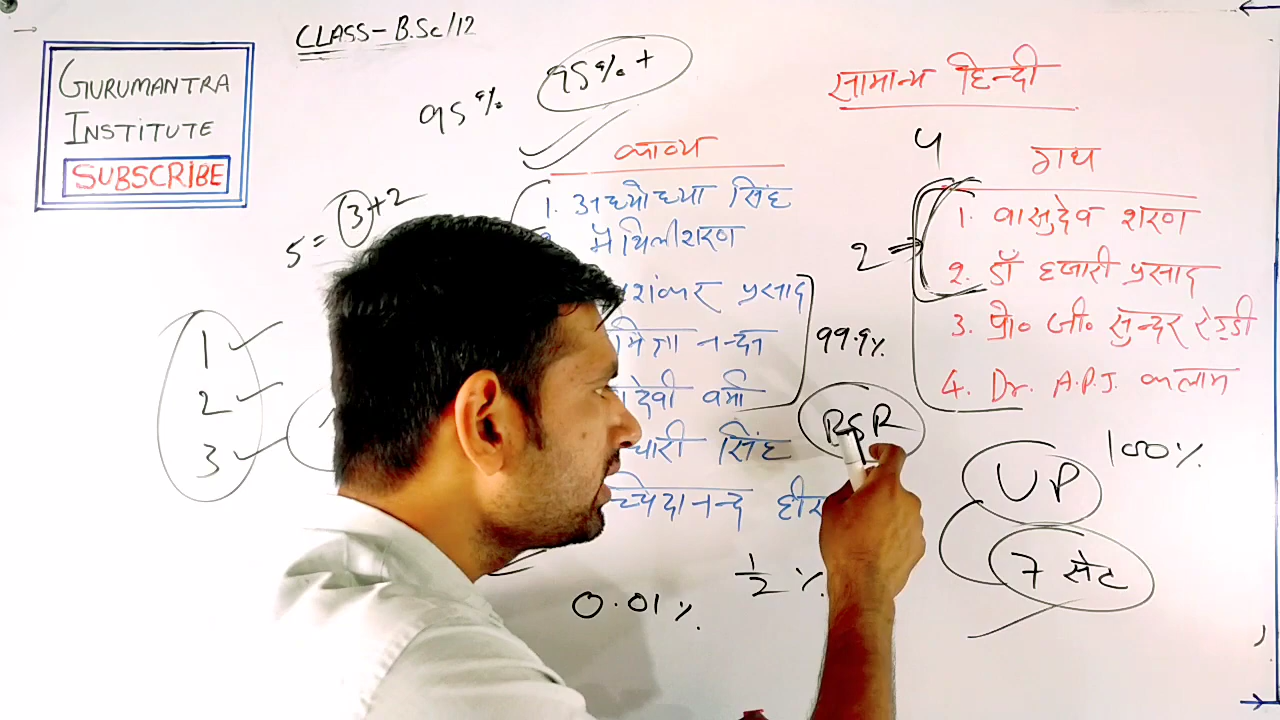 CLASS-B.Sc/12
GURUMANTRA
INSTITUTE
SUBSCRIBE
95%
95%+
सामान्य हिन्दी
काव्य
1. अयोध्या सिंह
मैथिलीशरण
शंकर प्रसाद
मित्रा नन्दन
देवी वर्मा
धारी सिंह
च्चिदानन्द हीरा
4
गद्य
1. वासुदेव शरण
2. डॉ हजारी प्रसाद
3. प्रो० जी० सुन्दर रेड्डी
4. Dr. A.P.J. कलाम
2 =
5 = 3+2
1
2
3
99.9%
UP
100%
7 सेट
1/2 %
0.01%